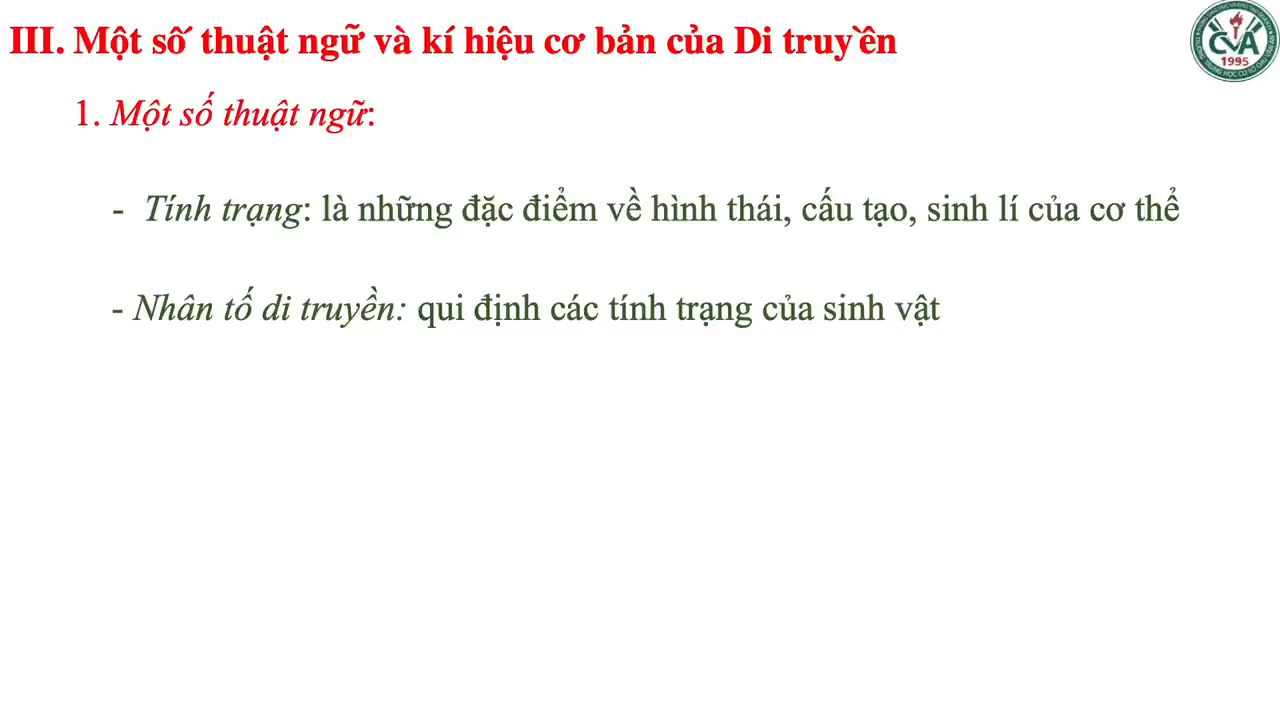 III. Một số thuật ngữ và kí hiệu cơ bản của Di truyền
1. Một số thuật ngữ:
- Tính trạng: là những đặc điểm về hình thái, cấu tạo, sinh lí của cơ thể
- Nhân tố di truyền: qui định các tính trạng của sinh vật
CVA
1995